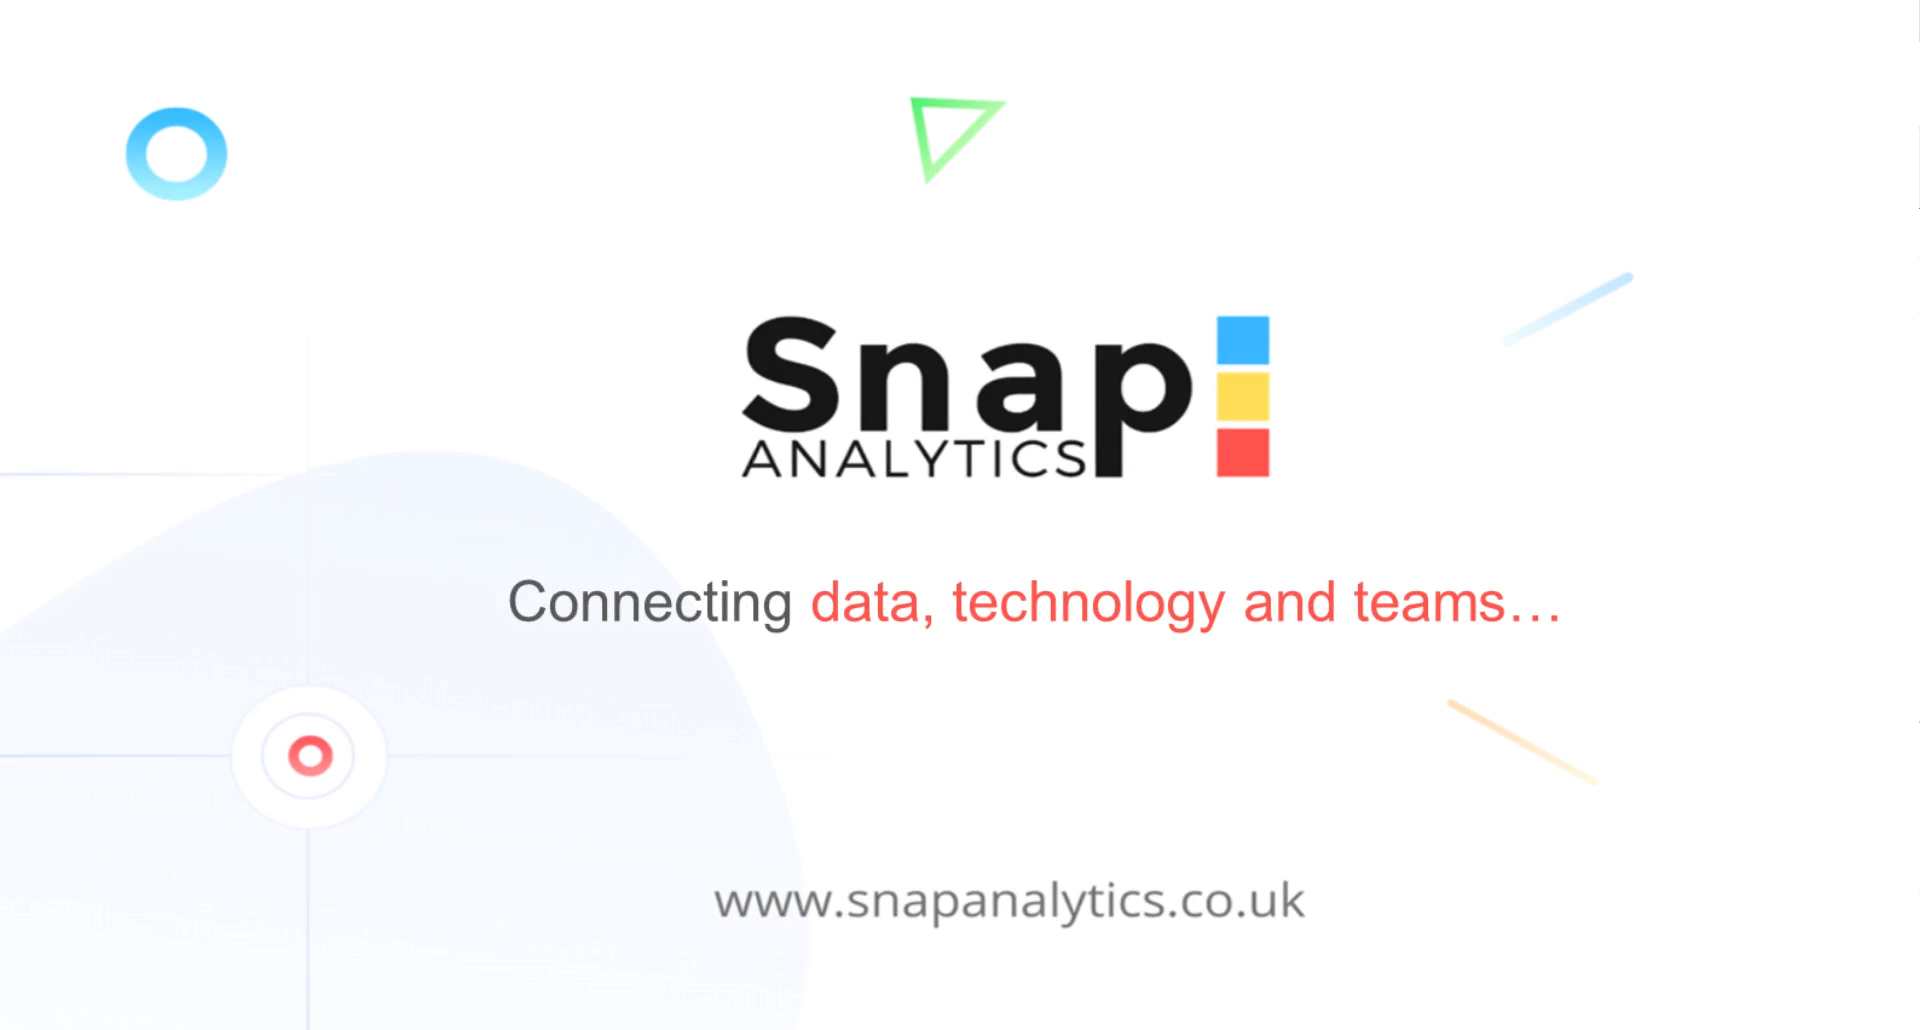 Snap
ANALYTICS
Connecting data, technology and teams…
www.snapanalytics.co.uk